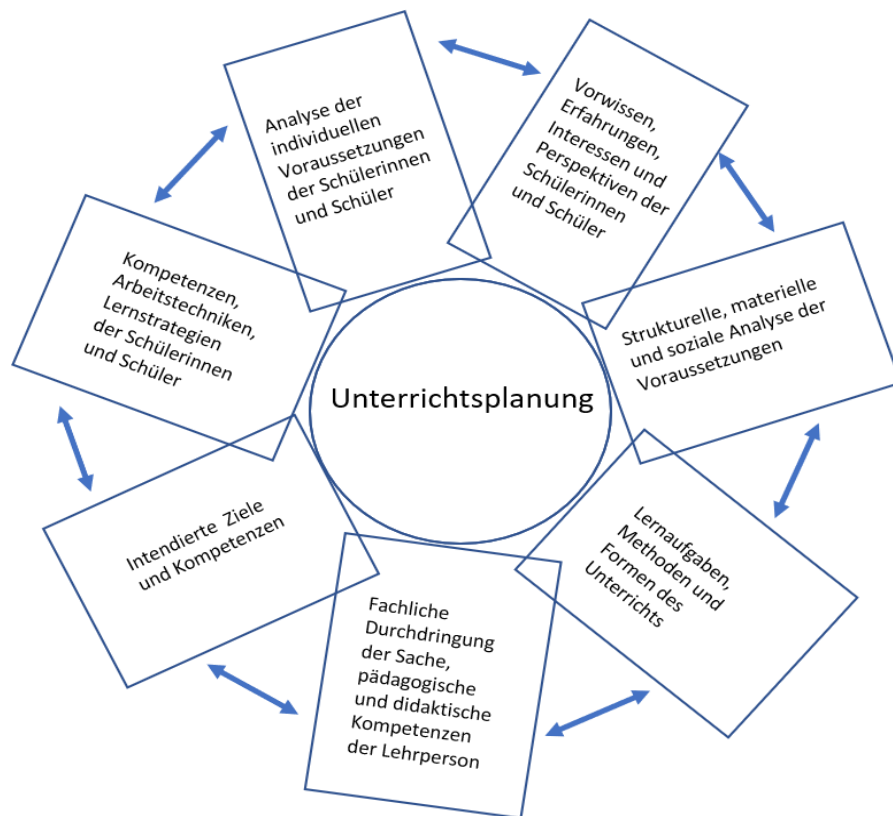 Analyse der
individuellen
Voraussetzungen
der Schülerinnen
und Schüler
Vorwissen,
Erfahrungen,
Interessen und
Perspektiven der
Schülerinnen
und Schüler
Kompetenzen,
Arbeitstechniken,
Lernstrategien
der Schülerinnen
und Schüler
Strukturelle, materielle
und soziale Analyse der
Voraussetzungen
Unterrichtsplanung
Intendierte Ziele
und Kompetenzen
Lernaufgaben,
Methoden und
Formen des
Unterrichts
Fachliche
Durchdringung
der Sache,
pädagogische
und didaktische
Kompetenzen
der Lehrperson